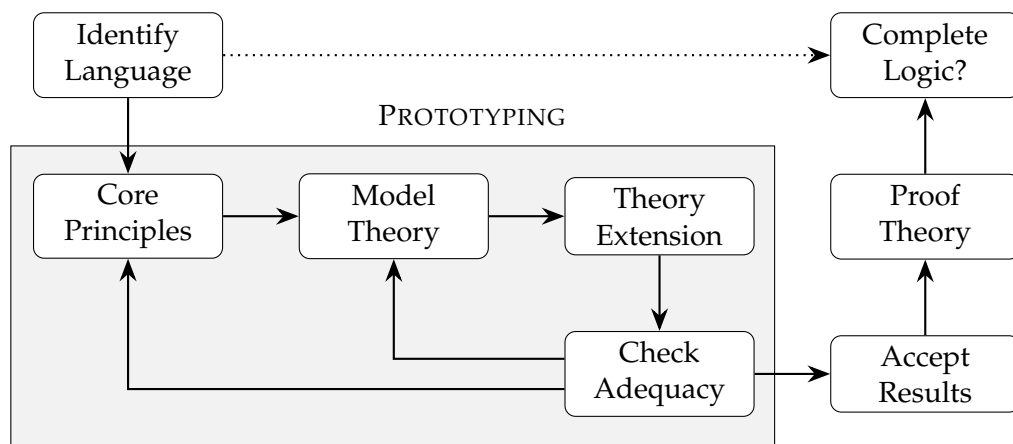 Identify
Language
Complete
Logic?
PROTOTYPING
Core
Principles
Model
Theory
Theory
Extension
Proof
Theory
Check
Adequacy
Accept
Results